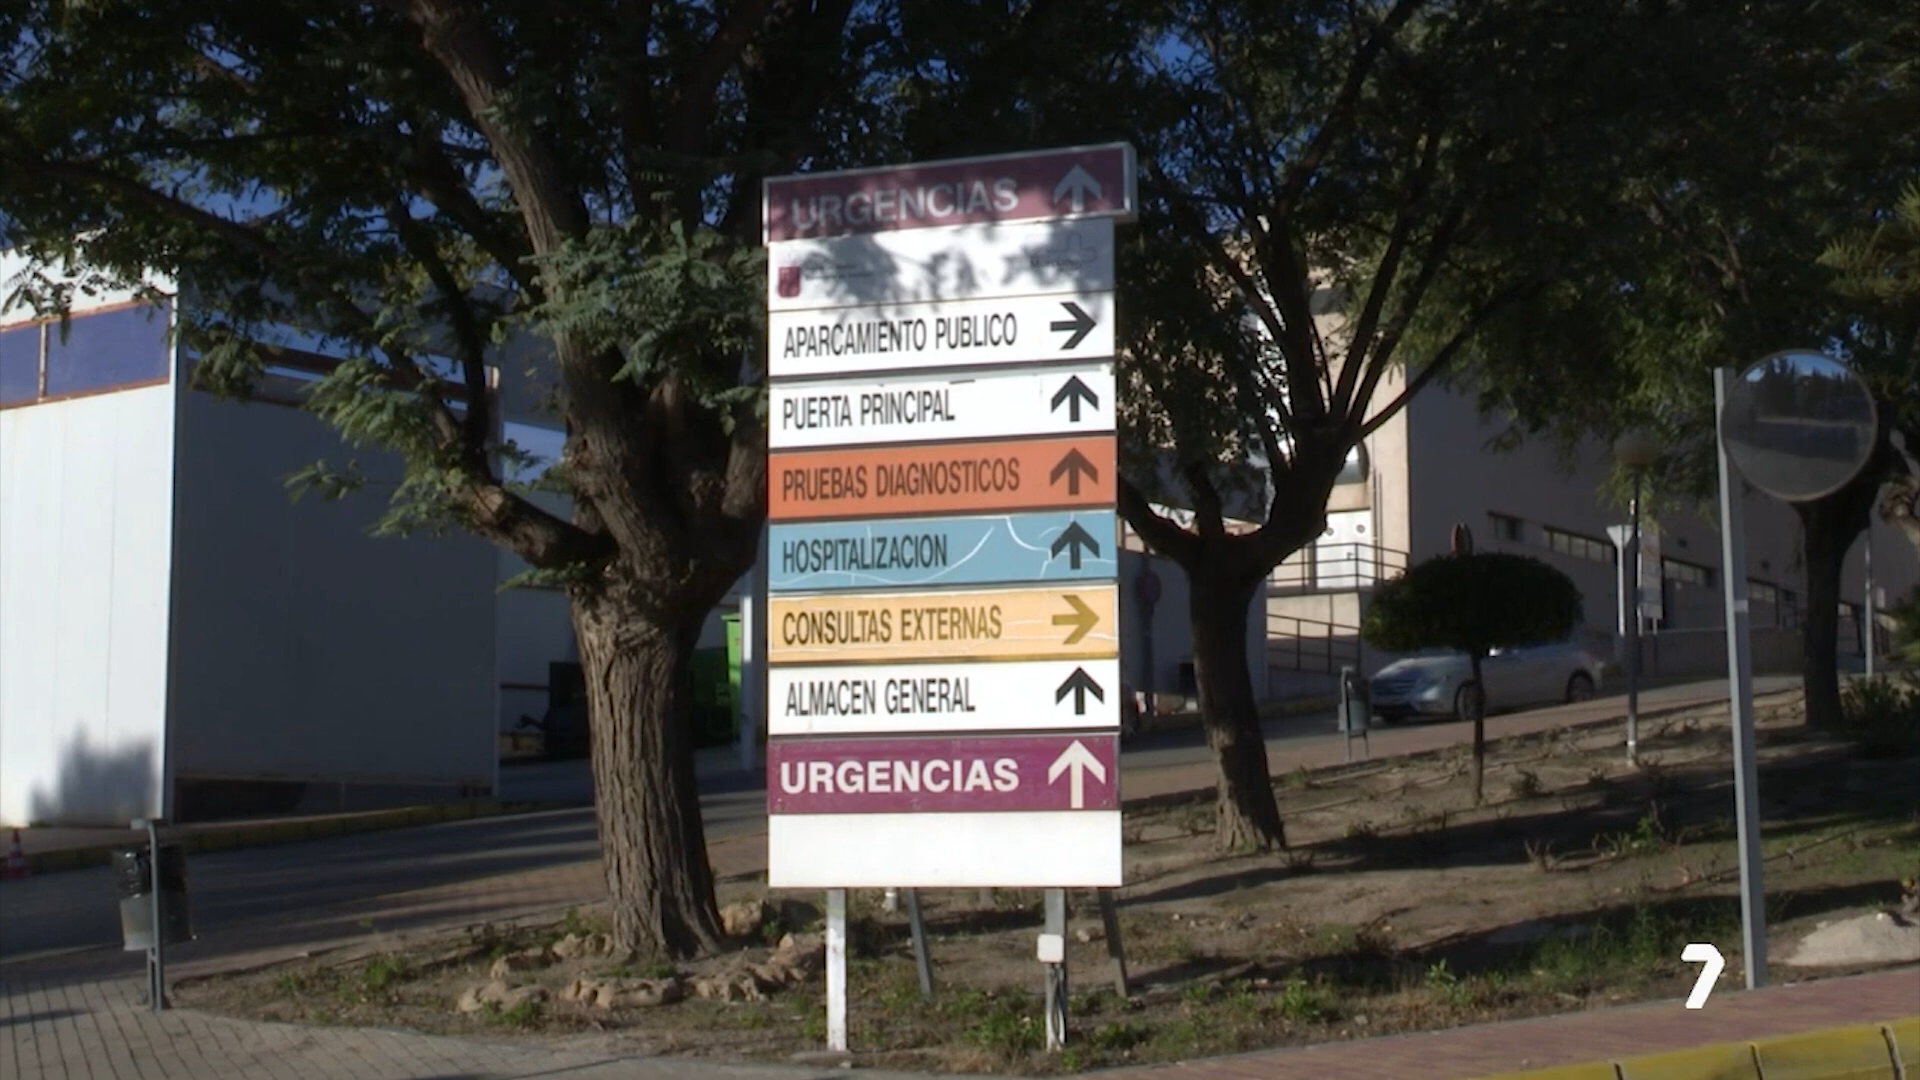 URGENCIAS
APARCAMIENTO PUBLICO
PUERTA PRINCIPAL
PRUEBAS DIAGNOSTICOS
HOSPITALIZACION
CONSULTAS EXTERNAS
ALMACEN GENERAL
URGENCIAS
7